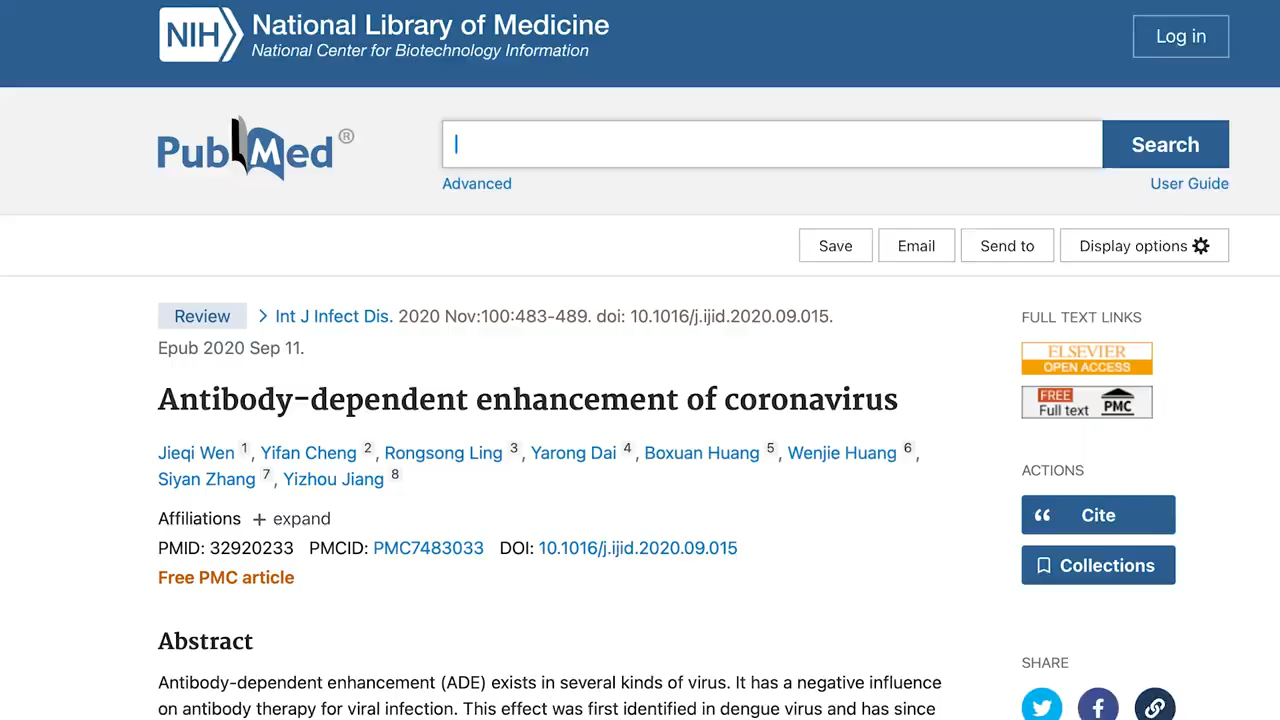 NIH National Library of Medicine
National Center for Biotechnology Information
Log in
PubMed®
Search
Advanced
User Guide
Save Email Send to Display options
Review Int J Infect Dis. 2020 Nov:100:483-489. doi: 10.1016/j.ijid.2020.09.015.
Epub 2020 Sep 11.
Antibody-dependent enhancement of coronavirus
Jieqi Wen 1, Yifan Cheng 2, Rongsong Ling 3, Yarong Dai 4, Boxuan Huang 5, Wenjie Huang 6,
Siyan Zhang 7, Yizhou Jiang 8
Affiliations + expand
PMID: 32920233 PMCID: PMC7483033 DOI: 10.1016/j.ijid.2020.09.015
Free PMC article
Abstract
Antibody-dependent enhancement (ADE) exists in several kinds of virus. It has a negative influence
on antibody therapy for viral infection. This effect was first identified in dengue virus and has since
FULL TEXT LINKS
ELSEVIER
OPEN ACCESS
FREE
Full text PMC
ACTIONS
Cite
Collections
SHARE